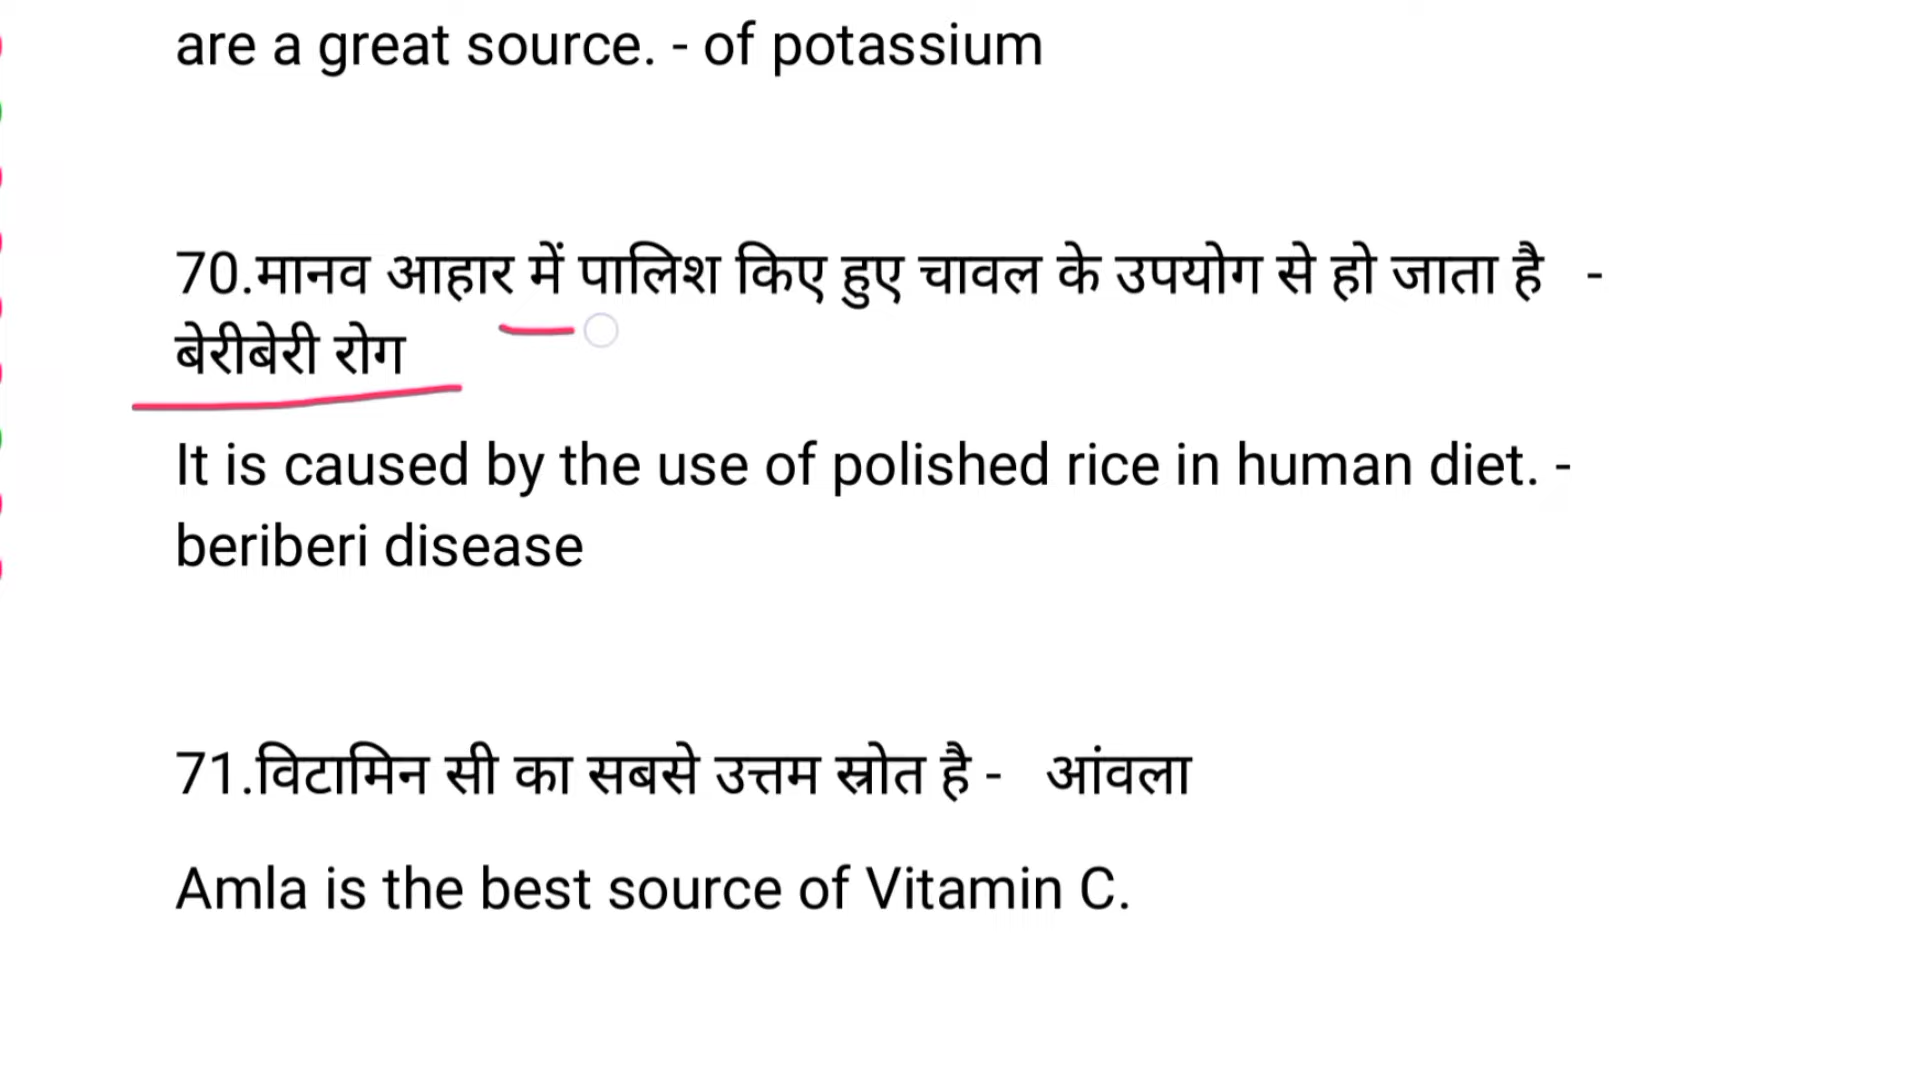 are a great source. - of potassium
70.मानव आहार में पालिश किए हुए चावल के उपयोग से हो जाता है -
बेरीबेरी रोग
It is caused by the use of polished rice in human diet. -
beriberi disease
71.विटामिन सी का सबसे उत्तम स्रोत है - आंवला
Amla is the best source of Vitamin C.